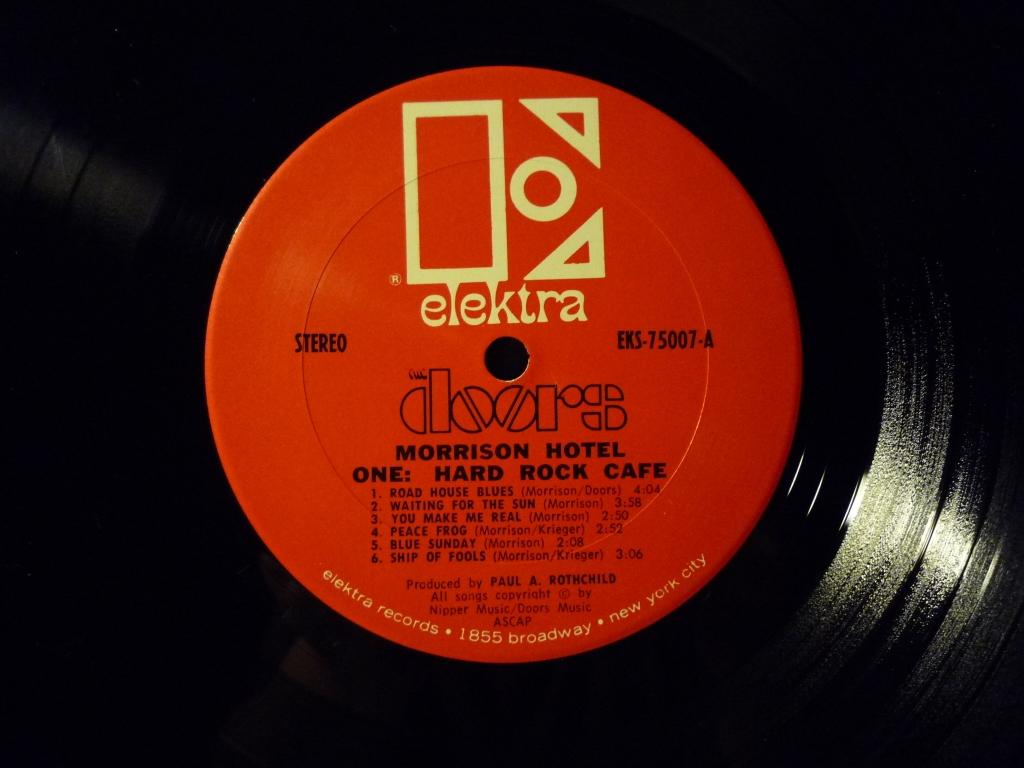 ®
elektra
STEREO
EKS-75007-A
the doors
MORRISON HOTEL
ONE: HARD ROCK CAFE
1. ROAD HOUSE BLUES (Morrison/Doors) 4:04
2. WAITING FOR THE SUN (Morrison) 3:58
3. YOU MAKE ME REAL (Morrison) 2:50
4. PEACE FROG (Morrison/Krieger) 2:52
5. BLUE SUNDAY (Morrison) 2:08
6. SHIP OF FOOLS (Morrison/Krieger) 3:06
Produced by PAUL A. ROTHCHILD
All songs copyright © by
Nipper Music/Doors Music
ASCAP
elektra records • 1855 broadway • new york city